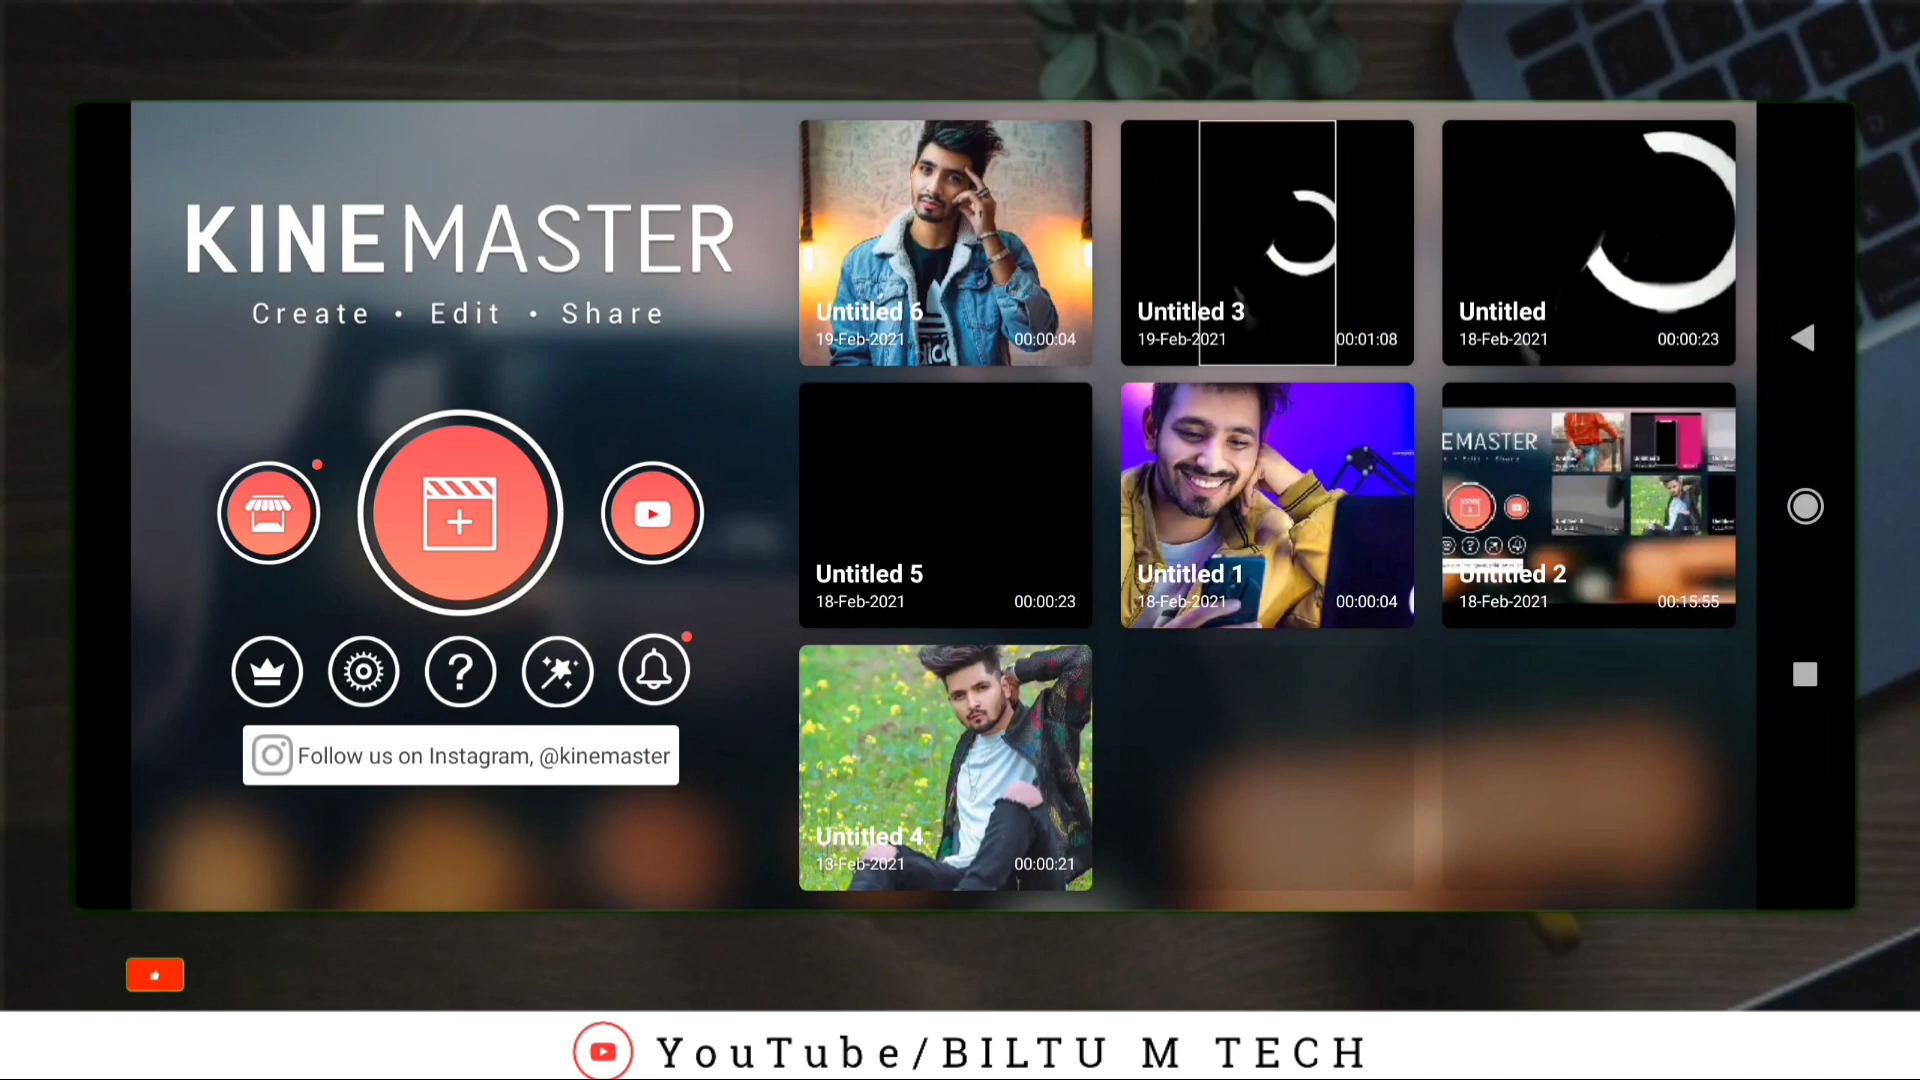 KINEMASTER
Create • Edit • Share
Follow us on Instagram, @kinemaster
Untitled 6
19-Feb-2021 00:00:04
Untitled 3
19-Feb-2021 00:01:08
Untitled
18-Feb-2021 00:00:23
Untitled 5
18-Feb-2021 00:00:23
Untitled 1
18-Feb-2021 00:00:04
EMASTER
Untitled 2
18-Feb-2021 00:15:55
Untitled 4
13-Feb-2021 00:00:21
YouTube/BILTU M TECH